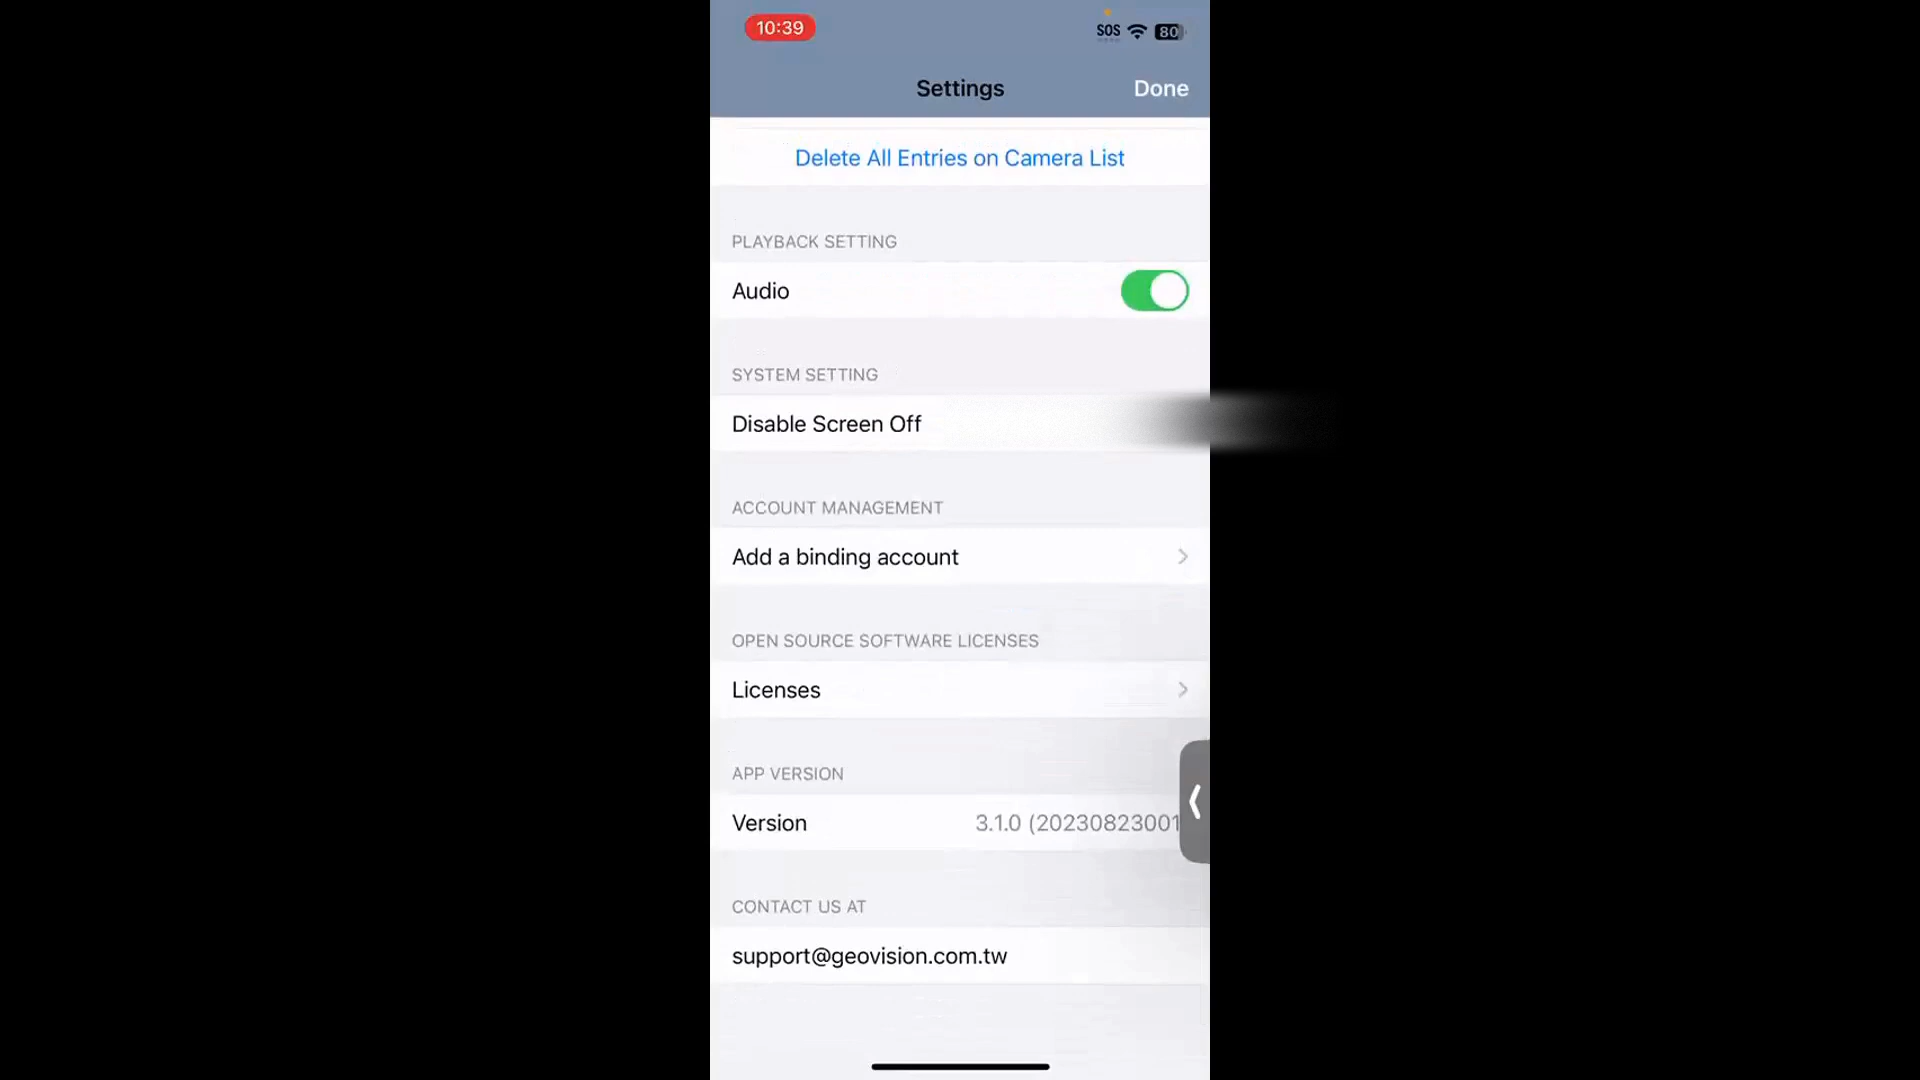 10:39
SOS
80
Settings
Done
Delete All Entries on Camera List
PLAYBACK SETTING
Audio
SYSTEM SETTING
Disable Screen Off
ACCOUNT MANAGEMENT
Add a binding account
OPEN SOURCE SOFTWARE LICENSES
Licenses
APP VERSION
Version
3.1.0 (20230823001
CONTACT US AT
support@geovision.com.tw